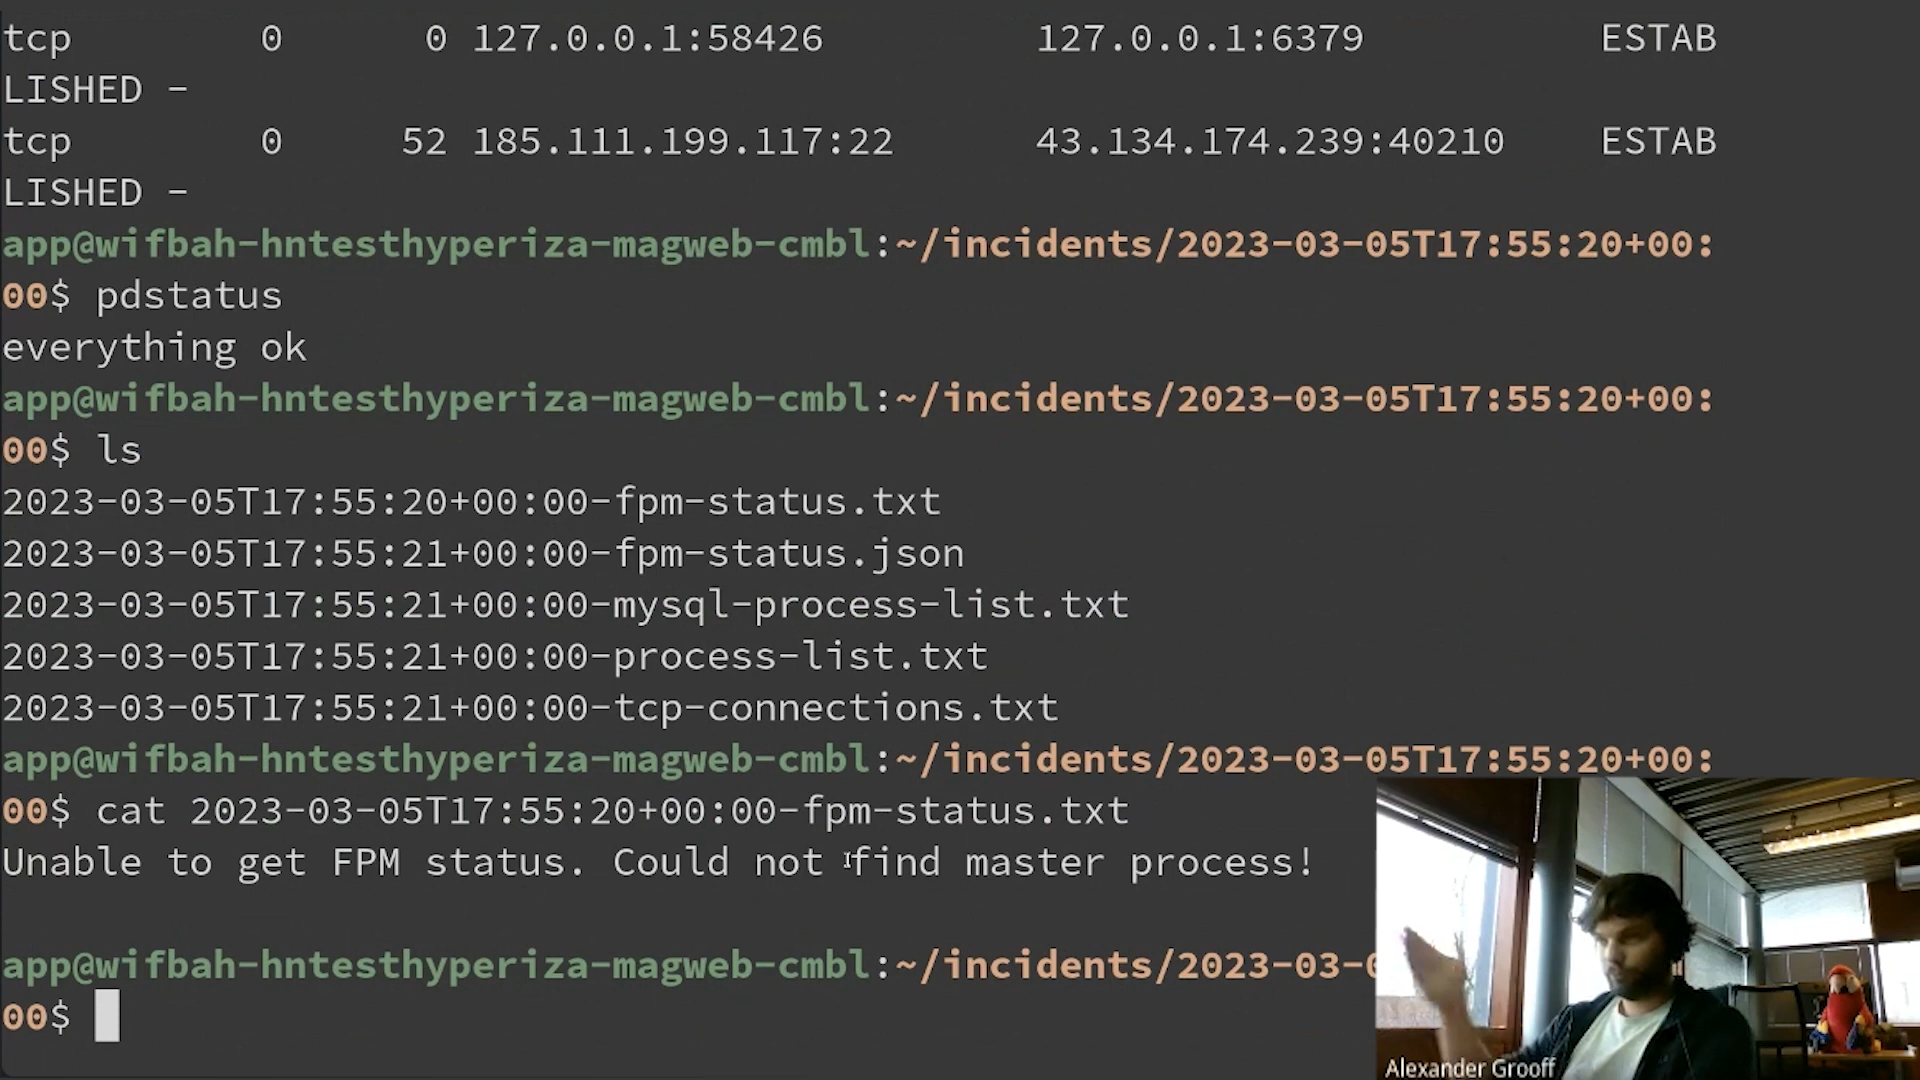 tcp 0 0 127.0.0.1:58426 127.0.0.1:6379 ESTAB
LISHED -
tcp 0 52 185.111.199.117:22 43.134.174.239:40210 ESTAB
LISHED -
app@wifbah-hntesthyperiza-magweb-cmbl:~/incidents/2023-03-05T17:55:20+00:
00$ pdstatus
everything ok
app@wifbah-hntesthyperiza-magweb-cmbl:~/incidents/2023-03-05T17:55:20+00:
00$ ls
2023-03-05T17:55:20+00:00-fpm-status.txt
2023-03-05T17:55:21+00:00-fpm-status.json
2023-03-05T17:55:21+00:00-mysql-process-list.txt
2023-03-05T17:55:21+00:00-process-list.txt
2023-03-05T17:55:21+00:00-tcp-connections.txt
app@wifbah-hntesthyperiza-magweb-cmbl:~/incidents/2023-03-05T17:55:20+00:
00$ cat 2023-03-05T17:55:20+00:00-fpm-status.txt
Unable to get FPM status. Could not find master process!
app@wifbah-hntesthyperiza-magweb-cmbl:~/incidents/2023-03-
00$
Alexander Grooff